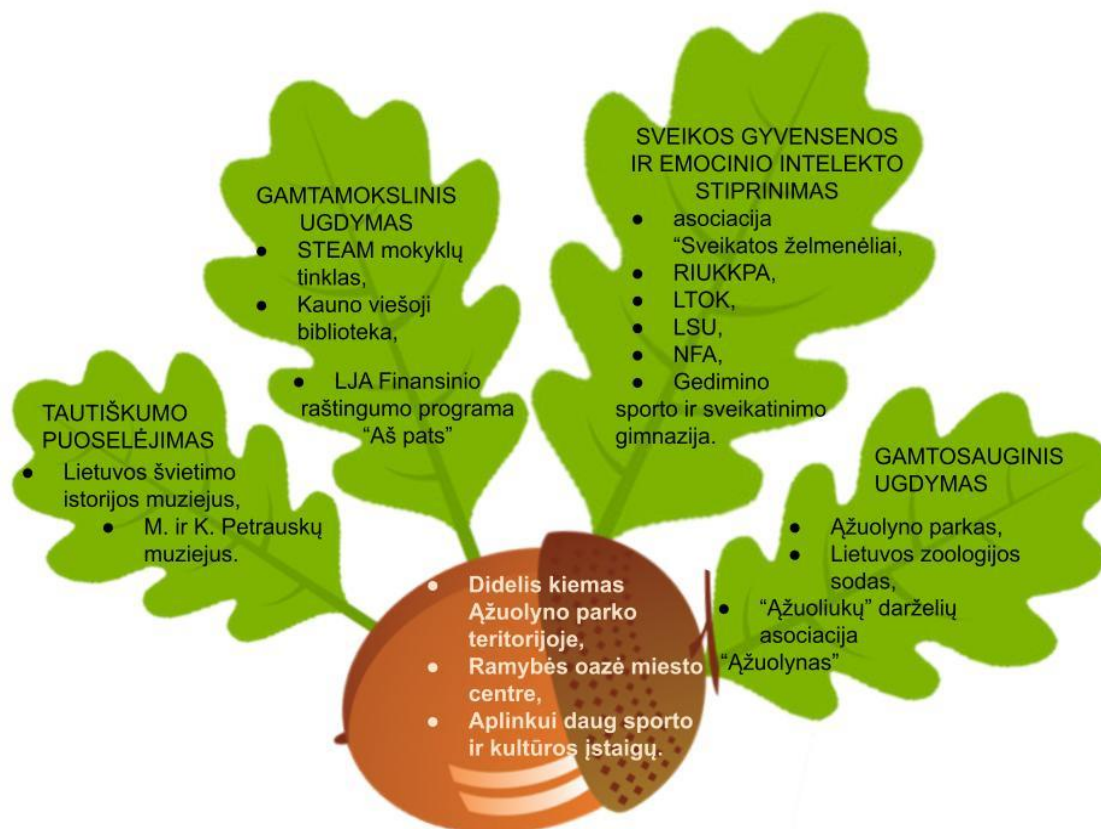 TAUTIŠKUMO
PUOSELĖJIMAS
● Lietuvos švietimo
istorijos muziejus,
● M. ir K. Petrauskų
muziejus.
GAMTAMOKSLINIS
UGDYMAS
● STEAM mokyklų
tinklas,
● Kauno viešoji
biblioteka,
● LJA Finansinio
raštingumo programa
“Aš pats”
SVEIKOS GYVENSENOS
IR EMOCINIO INTELEKTO
STIPRINIMAS
● asociacija
“Sveikatos želmenėliai,
● RIUKKPA,
● LTOK,
● LSU,
● NFA,
● Gedimino
sporto ir sveikatinimo
gimnazija.
GAMTOSAUGINIS
UGDYMAS
● Ąžuolyno parkas,
● Lietuvos zoologijos
sodas,
● “Ąžuoliukų” darželių
asociacija
“Ąžuolynas”
● Didelis kiemas
Ąžuolyno parko
teritorijoje,
● Ramybės oazė miesto
centre,
● Aplinkui daug sporto
ir kultūros įstaigų.